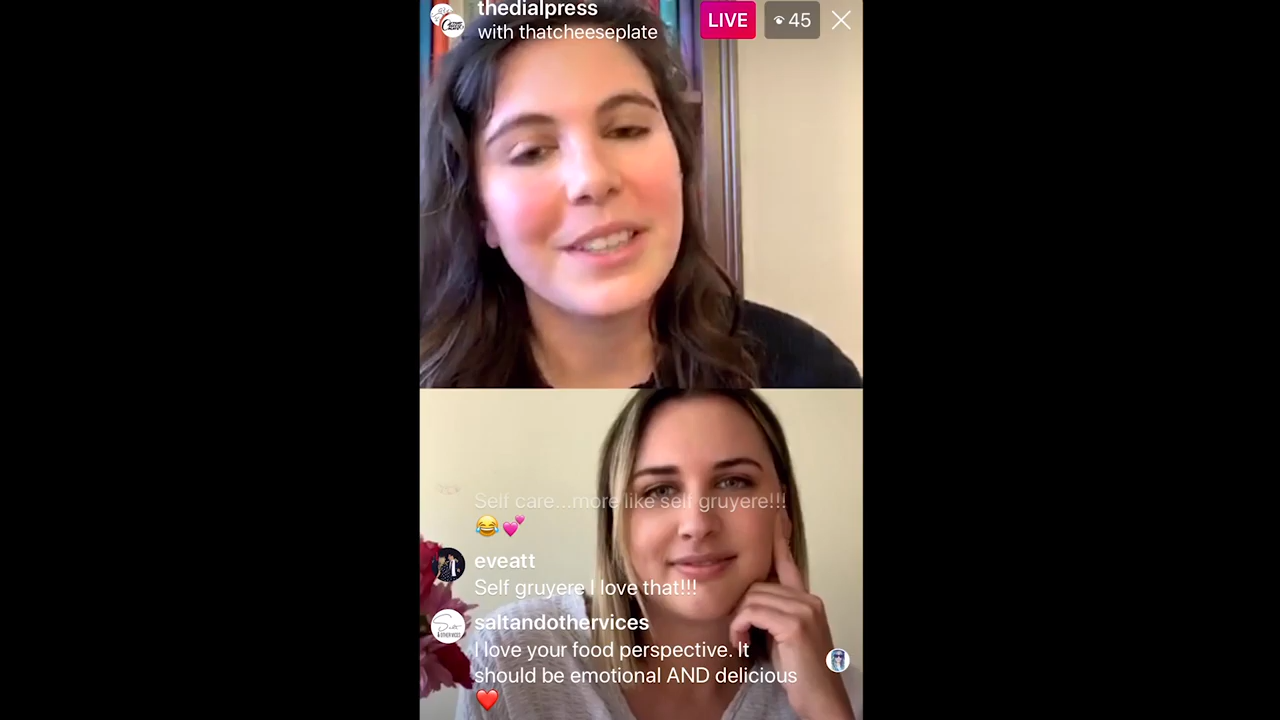 thedialpress
with thatcheeseplate
LIVE
45
Self care...more like self gruyere!!!
😂💕
eveatt
Self gruyere I love that!!!
saltandothervices
I love your food perspective. It
should be emotional AND delicious
❤️